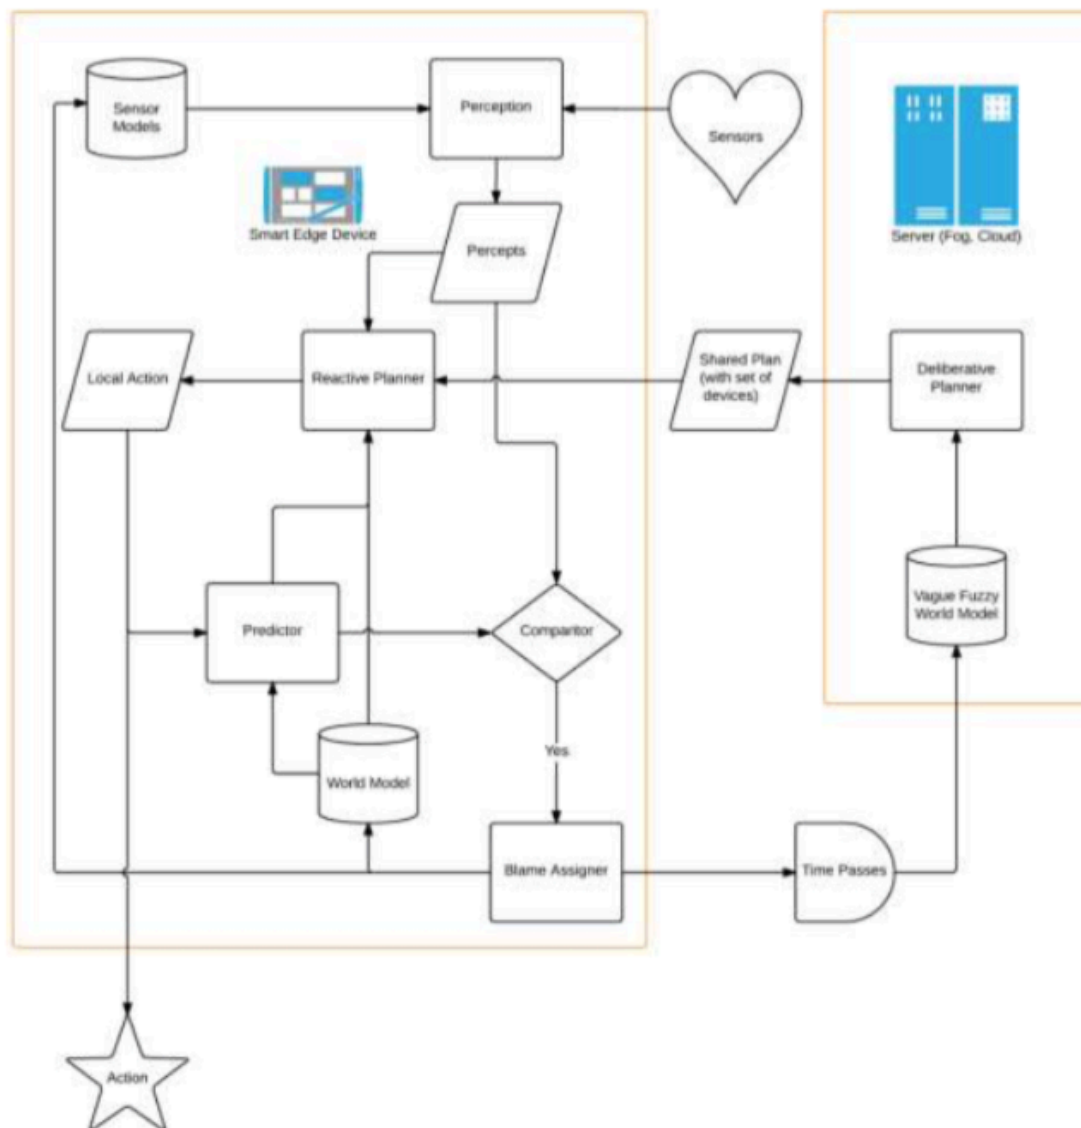 Sensor
Models
Perception
Sensors
Smart Edge Device
Server (Fog, Cloud)
Percepts
Local Action
Reactive Planner
Shared Plan
(with set of
devices)
Deliberative
Planner
Predictor
Comparitor
Vague Fuzzy
World Model
World Model
Yes
Blame Assigner
Time Passes
Action